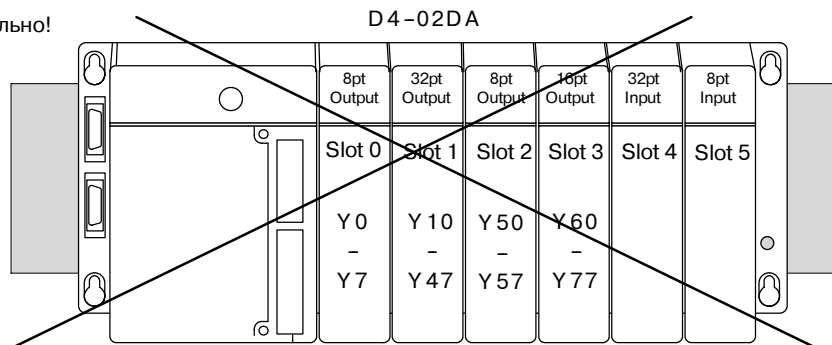 D4-02DA
льно!
8pt 32pt 8pt 16pt 32pt 8pt
Output Output Output Output Input Input
Slot 0 Slot 1 Slot 2 Slot 3 Slot 4 Slot 5
Y0 Y10 Y50 Y60
– – – –
Y7 Y47 Y57 Y77